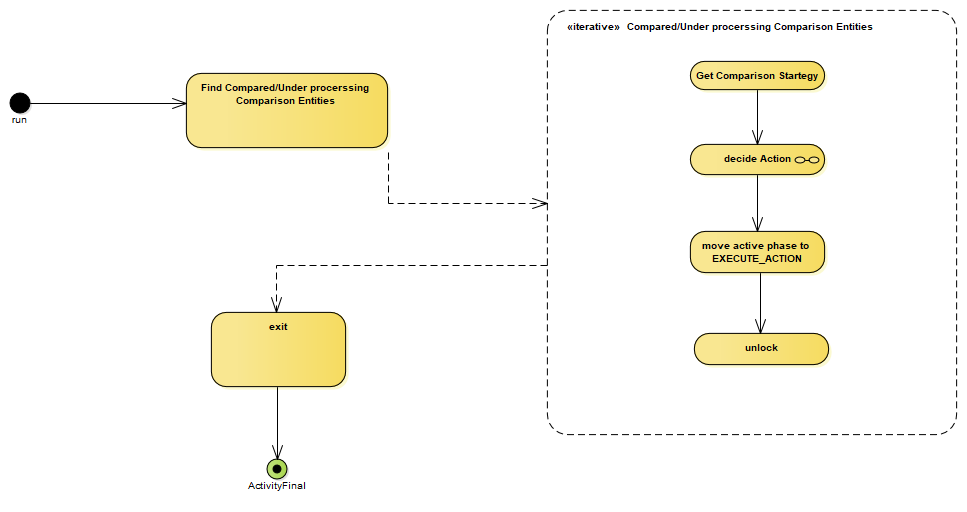 run
Find Compared/Under procerssing
Comparison Entities
«iterative» Compared/Under procerssing Comparison Entities
Get Comparison Startegy
decide Action
move active phase to
EXECUTE_ACTION
unlock
exit
ActivityFinal